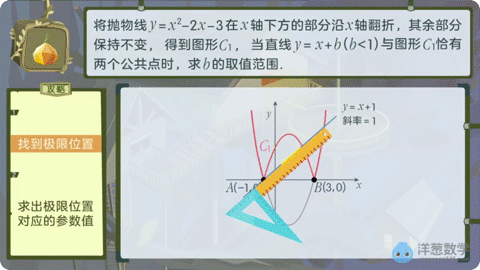 将抛物线y=x²-2x-3在x轴下方的部分沿x轴翻折，其余部分
保持不变，得到图形C₁，当直线y=x+b(b<1)与图形C₁恰有
两个公共点时，求b的取值范围.
攻略
找到极限位置
求出极限位置
对应的参数值
y
y=x+1
斜率=1
C₁
A(-1,0
B(3,0)
x
洋葱数学